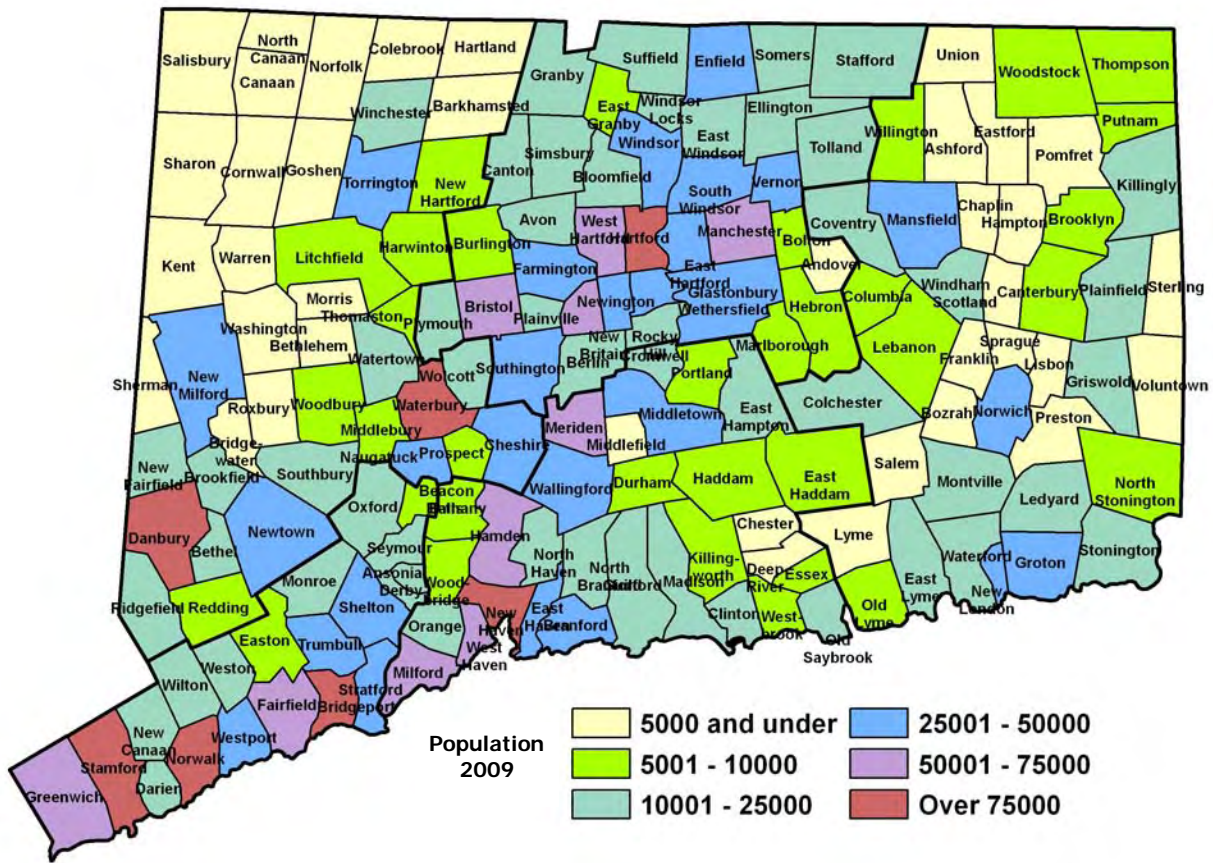 Salisbury
North
Canaan
Canaan
Norfolk
Colebrook
Hartland
Granby
Suffield
Enfield
Somers
Stafford
Union
Woodstock
Thompson
Winchester
Barkhamsted
East
Granby
Windsor
Locks
East
Windsor
Ellington
Willington
Ashford
Eastford
Putnam
Sharon
Cornwall
Goshen
Torrington
New
Hartford
Canton
Simsbury
Bloomfield
Windsor
South
Windsor
Vernon
Tolland
Pomfret
Killingly
Kent
Warren
Litchfield
Harwinton
Burlington
Avon
West
Hartford
Hartford
Manchester
Bolton
Coventry
Mansfield
Chaplin
Hampton
Brooklyn
Morris
Thomaston
Plymouth
Bristol
Farmington
Plainville
Newington
East
Hartford
Glastonbury
Wethersfield
Andover
Hebron
Columbia
Windham
Scotland
Canterbury
Plainfield
Sterling
Washington
Bethlehem
Watertown
Wolcott
Southington
New
Britain
Berlin
Rocky
Hill
Cromwell
Marlborough
Lebanon
Franklin
Sprague
Lisbon
Griswold
Voluntown
Sherman
New
Milford
Roxbury
Woodbury
Waterbury
Middlebury
Naugatuck
Prospect
Cheshire
Meriden
Middlefield
Middletown
Portland
East
Hampton
Colchester
Bozrah
Norwich
Preston
Bridge-
water
Brookfield
New
Fairfield
Southbury
Oxford
Beacon
Falls
Bethany
Hamden
Wallingford
Durham
Haddam
East
Haddam
Salem
Montville
Ledyard
North
Stonington
Danbury
Bethel
Newtown
Monroe
Seymour
Ansonia
Derby
Wood-
bridge
North
Haven
North
Branford
Guilford
Madison
Killing-
worth
Chester
Deep-
River
Essex
Lyme
East
Lyme
Waterford
New
London
Groton
Stonington
Ridgefield
Redding
Easton
Trumbull
Shelton
Orange
New
Haven
West
Haven
East
Haven
Branford
Clinton
West-
brook
Old
Saybrook
Old
Lyme
Wilton
Weston
Fairfield
Bridgeport
Stratford
Milford
Greenwich
Stamford
New
Canaan
Darien
Norwalk
Westport
Population
2009
5000 and under
5001 - 10000
10001 - 25000
25001 - 50000
50001 - 75000
Over 75000